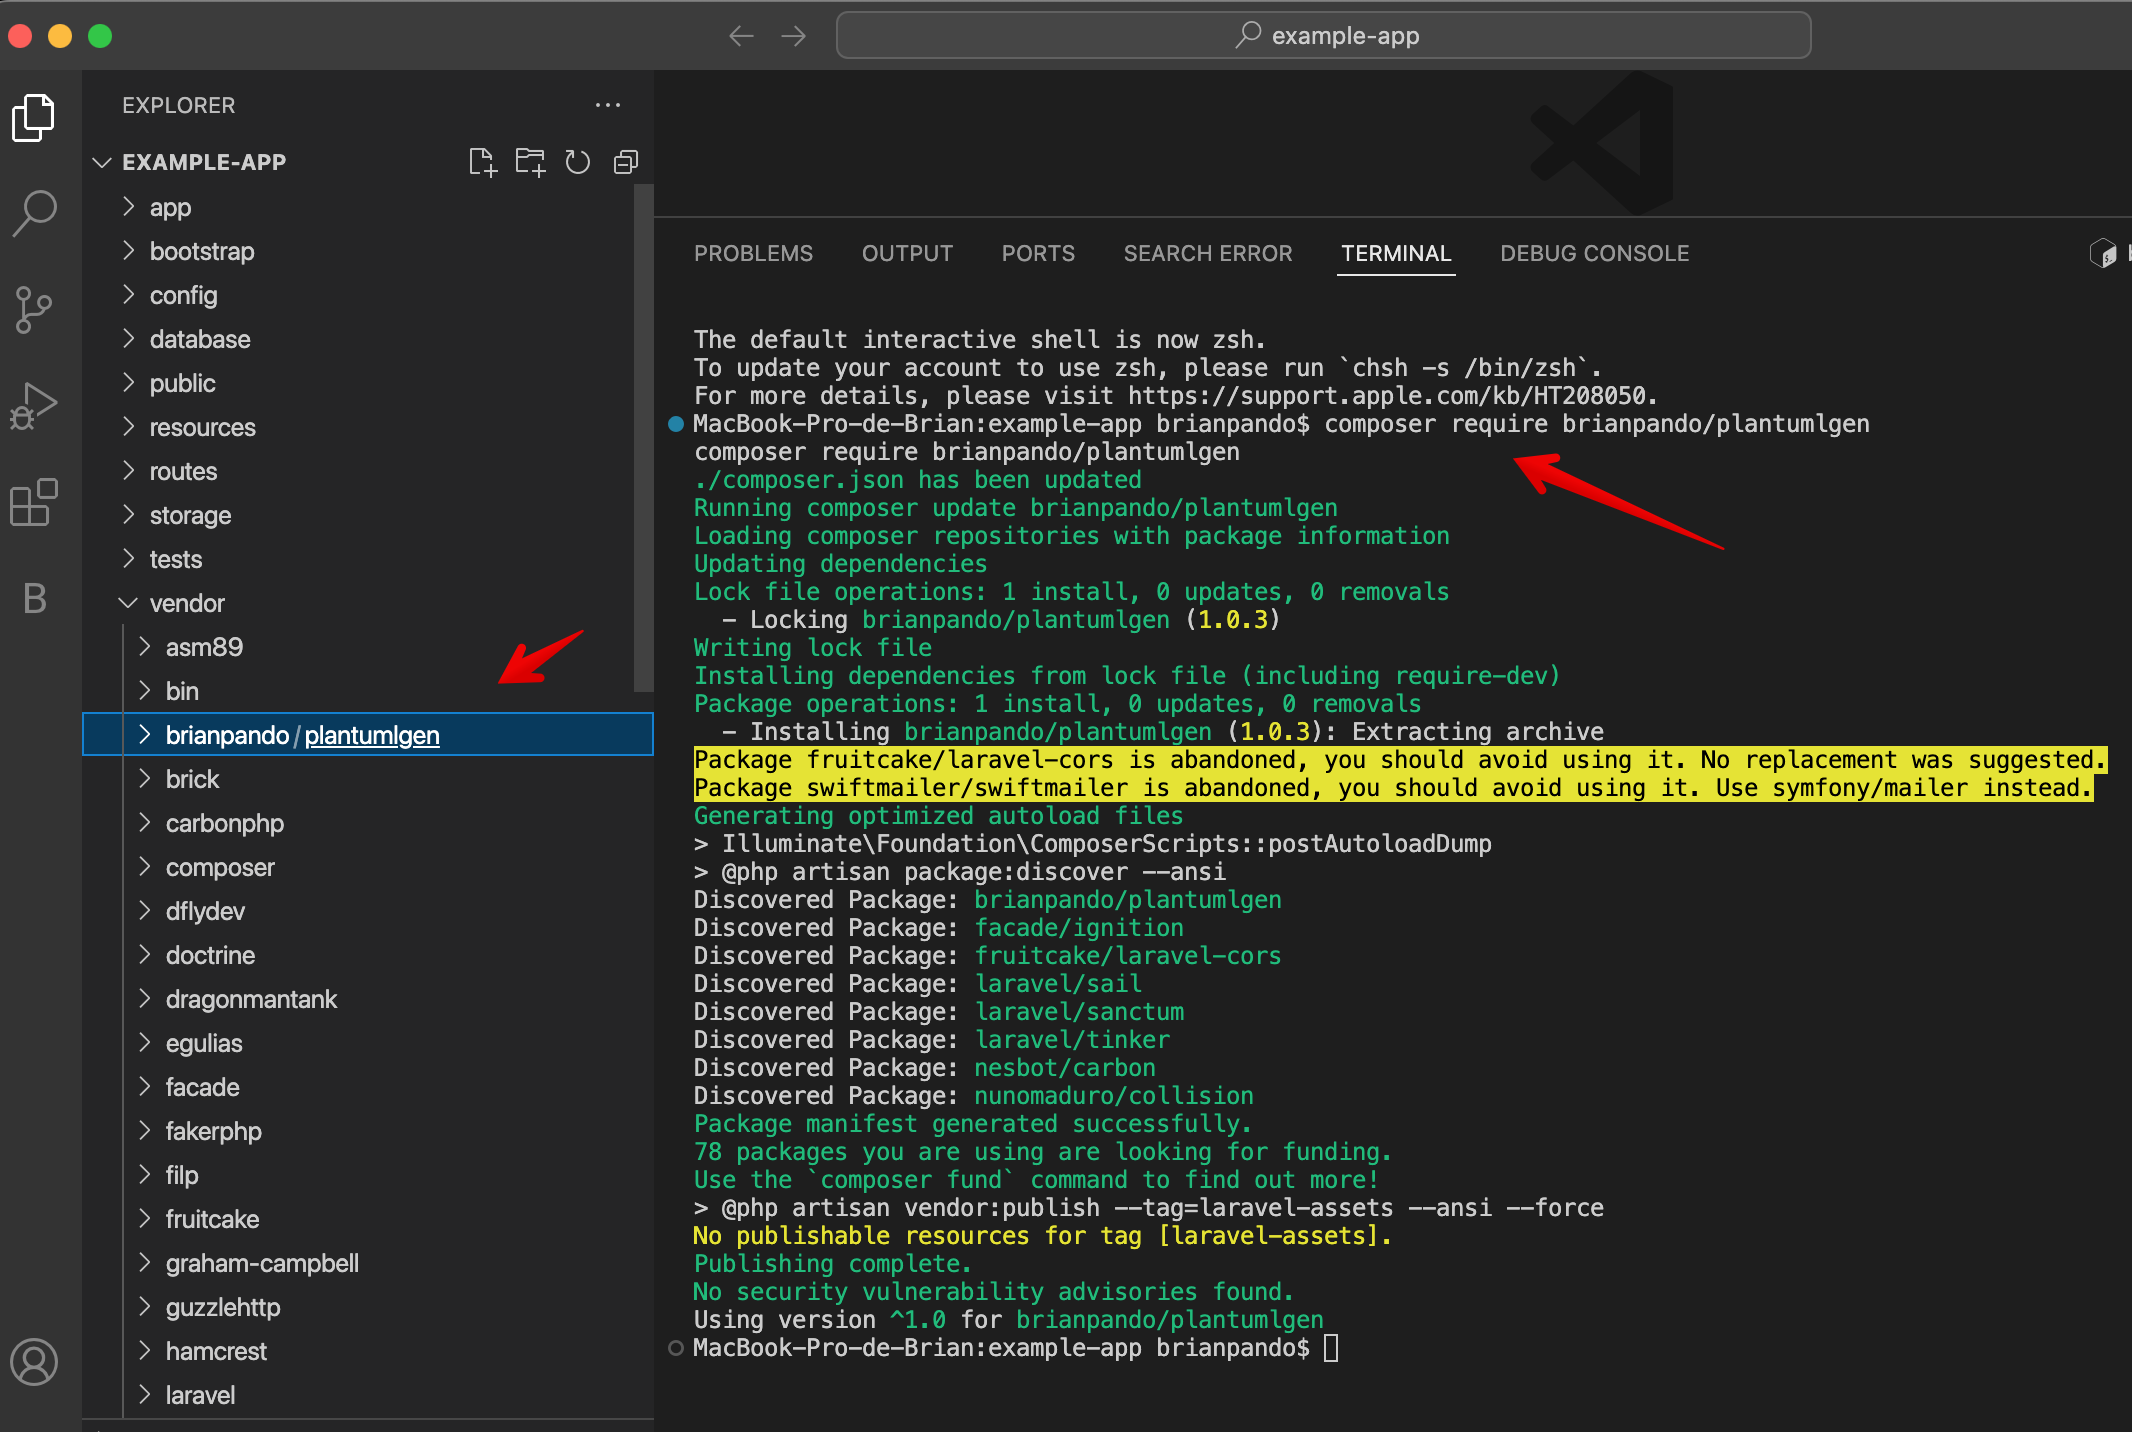 example-app
EXPLORER
EXAMPLE-APP
app
bootstrap
config
database
public
resources
routes
storage
tests
vendor
asm89
bin
brianpando/plantumlgen
brick
carbonphp
composer
dflydev
doctrine
dragonmantank
egulias
facade
fakerphp
filp
fruitcake
graham-campbell
guzzlehttp
hamcrest
laravel
B
PROBLEMS OUTPUT PORTS SEARCH ERROR TERMINAL DEBUG CONSOLE
The default interactive shell is now zsh.
To update your account to use zsh, please run `chsh -s /bin/zsh`.
For more details, please visit https://support.apple.com/kb/HT208050.
MacBook-Pro-de-Brian:example-app brianpando$ composer require brianpando/plantumlgen
composer require brianpando/plantumlgen
./composer.json has been updated
Running composer update brianpando/plantumlgen
Loading composer repositories with package information
Updating dependencies
Lock file operations: 1 install, 0 updates, 0 removals
- Locking brianpando/plantumlgen (1.0.3)
Writing lock file
Installing dependencies from lock file (including require-dev)
Package operations: 1 install, 0 updates, 0 removals
- Installing brianpando/plantumlgen (1.0.3): Extracting archive
Package fruitcake/laravel-cors is abandoned, you should avoid using it. No replacement was suggested.
Package swiftmailer/swiftmailer is abandoned, you should avoid using it. Use symfony/mailer instead.
Generating optimized autoload files
> Illuminate\Foundation\ComposerScripts::postAutoloadDump
> @php artisan package:discover --ansi
Discovered Package: brianpando/plantumlgen
Discovered Package: facade/ignition
Discovered Package: fruitcake/laravel-cors
Discovered Package: laravel/sail
Discovered Package: laravel/sanctum
Discovered Package: laravel/tinker
Discovered Package: nesbot/carbon
Discovered Package: nunomaduro/collision
Package manifest generated successfully.
78 packages you are using are looking for funding.
Use the `composer fund` command to find out more!
> @php artisan vendor:publish --tag=laravel-assets --ansi --force
No publishable resources for tag [laravel-assets].
Publishing complete.
No security vulnerability advisories found.
Using version ^1.0 for brianpando/plantumlgen
MacBook-Pro-de-Brian:example-app brianpando$